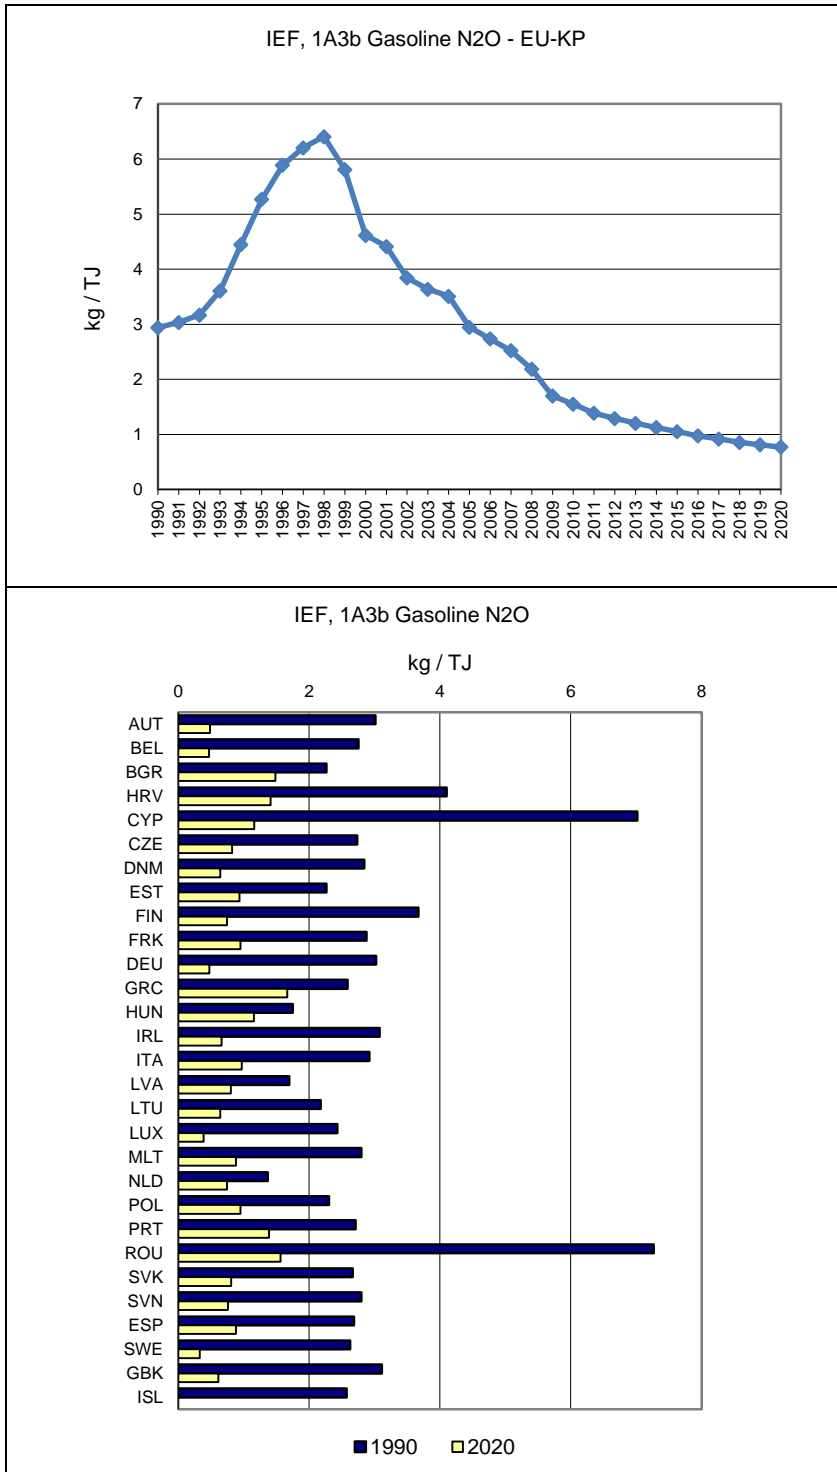 IEF, 1A3b Gasoline N2O - EU-KP
7
6
5
4
3
2
1
0
kg / TJ
1990
1991
1992
1993
1994
1995
1996
1997
1998
1999
2000
2001
2002
2003
2004
2005
2006
2007
2008
2009
2010
2011
2012
2013
2014
2015
2016
2017
2018
2019
2020
IEF, 1A3b Gasoline N2O
kg / TJ
0 2 4 6 8
AUT
BEL
BGR
HRV
CYP
CZE
DNM
EST
FIN
FRK
DEU
GRC
HUN
IRL
ITA
LVA
LTU
LUX
MLT
NLD
POL
PRT
ROU
SVK
SVN
ESP
SWE
GBK
ISL
1990 2020